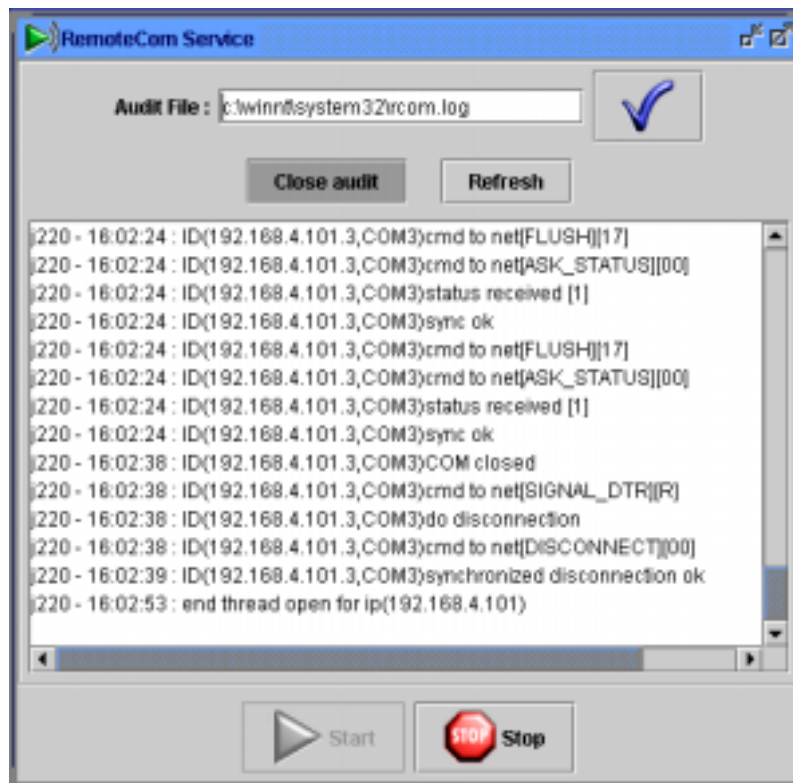 RemoteCom Service
Audit File : c:\winnt\system32\rcom.log
Close audit Refresh
j220 - 16:02:24 : ID(192.168.4.101.3,COM3)cmd to net[FLUSH][17]
j220 - 16:02:24 : ID(192.168.4.101.3,COM3)cmd to net[ASK_STATUS][00]
j220 - 16:02:24 : ID(192.168.4.101.3,COM3)status received [1]
j220 - 16:02:24 : ID(192.168.4.101.3,COM3)sync ok
j220 - 16:02:24 : ID(192.168.4.101.3,COM3)cmd to net[FLUSH][17]
j220 - 16:02:24 : ID(192.168.4.101.3,COM3)cmd to net[ASK_STATUS][00]
j220 - 16:02:24 : ID(192.168.4.101.3,COM3)status received [1]
j220 - 16:02:24 : ID(192.168.4.101.3,COM3)sync ok
j220 - 16:02:38 : ID(192.168.4.101.3,COM3)COM closed
j220 - 16:02:38 : ID(192.168.4.101.3,COM3)cmd to net[SIGNAL_DTR][R]
j220 - 16:02:38 : ID(192.168.4.101.3,COM3)do disconnection
j220 - 16:02:38 : ID(192.168.4.101.3,COM3)cmd to net[DISCONNECT][00]
j220 - 16:02:39 : ID(192.168.4.101.3,COM3)synchronized disconnection ok
j220 - 16:02:53 : end thread open for ip(192.168.4.101)
Start STOP Stop